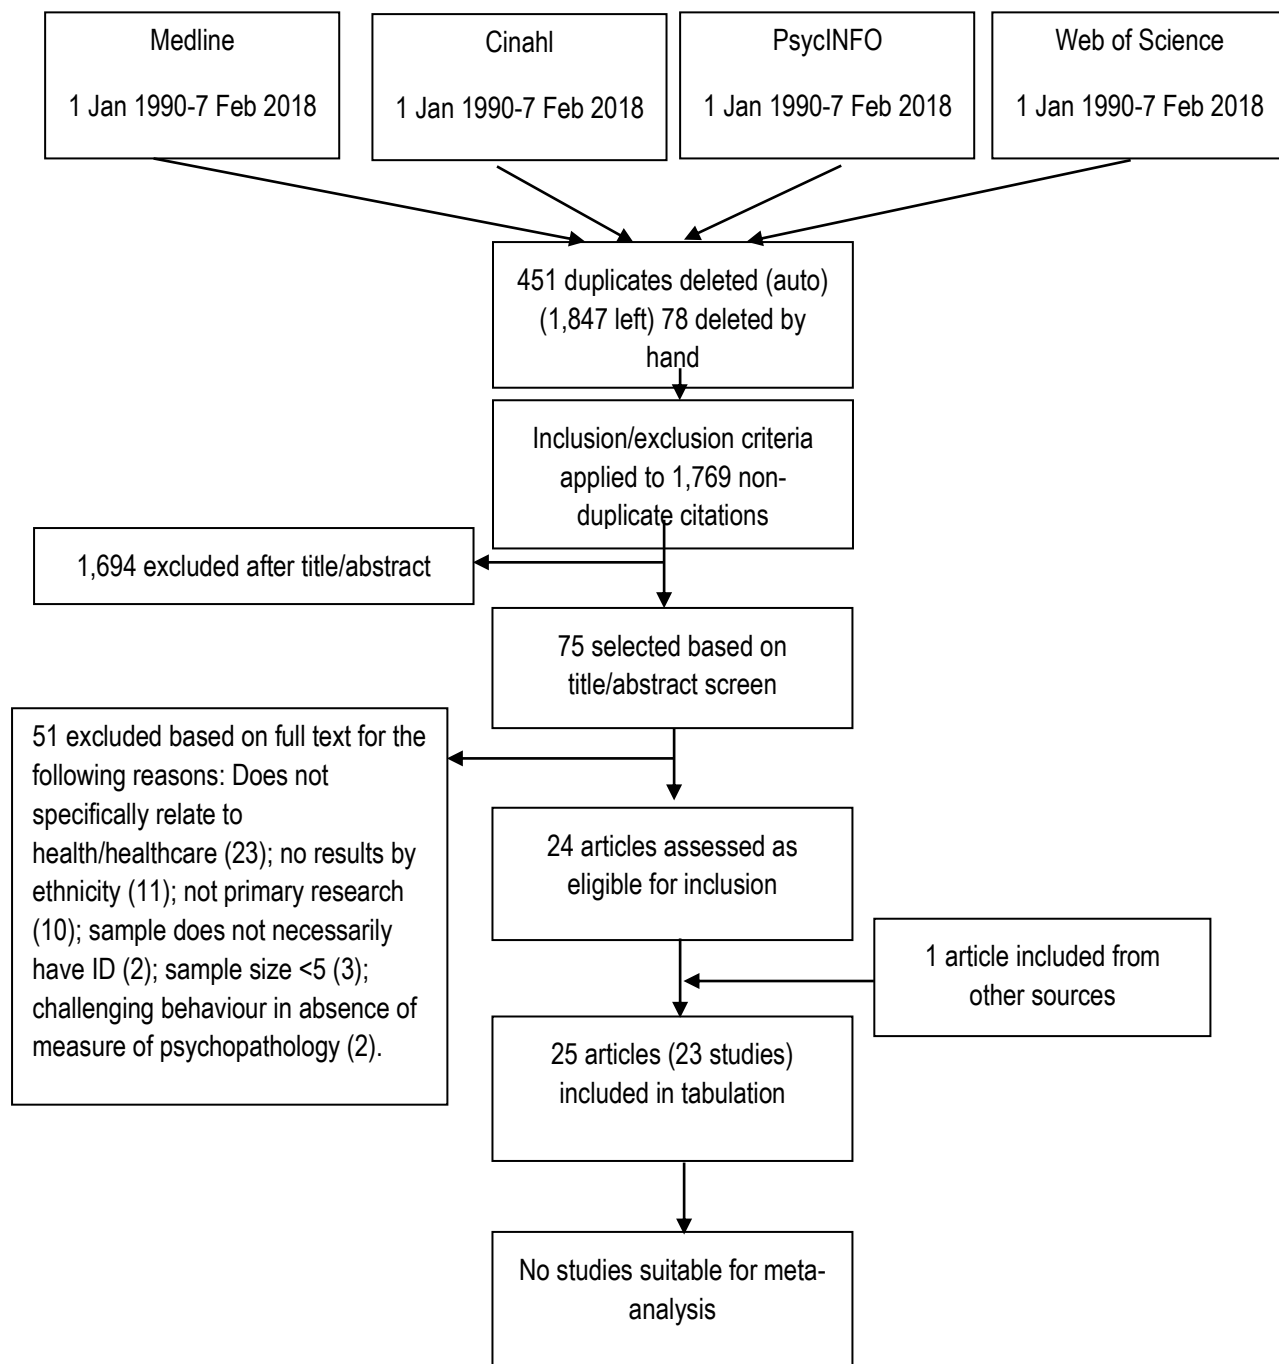 Medline
1 Jan 1990-7 Feb 2018
Cinahl
1 Jan 1990-7 Feb 2018
PsycINFO
1 Jan 1990-7 Feb 2018
Web of Science
1 Jan 1990-7 Feb 2018
451 duplicates deleted (auto)
(1,847 left) 78 deleted by
hand
Inclusion/exclusion criteria
applied to 1,769 non-
duplicate citations
1,694 excluded after title/abstract
75 selected based on
title/abstract screen
51 excluded based on full text for the
following reasons: Does not
specifically relate to
health/healthcare (23); no results by
ethnicity (11); not primary research
(10); sample does not necessarily
have ID (2); sample size <5 (3);
challenging behaviour in absence of
measure of psychopathology (2).
24 articles assessed as
eligible for inclusion
1 article included from
other sources
25 articles (23 studies)
included in tabulation
No studies suitable for meta-
analysis